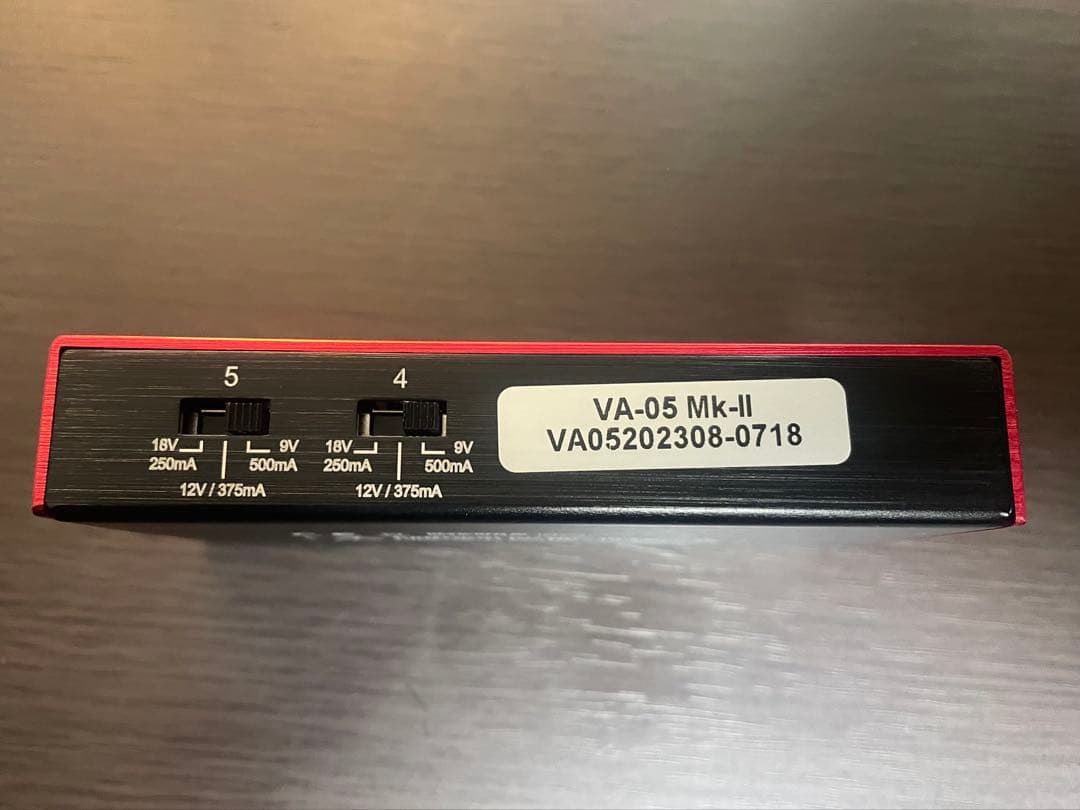 5
18V
250mA
9V
500mA
12V / 375mA
4
18V
250mA
9V
500mA
12V / 375mA
VA-05 Mk-II
VA05202308-0718